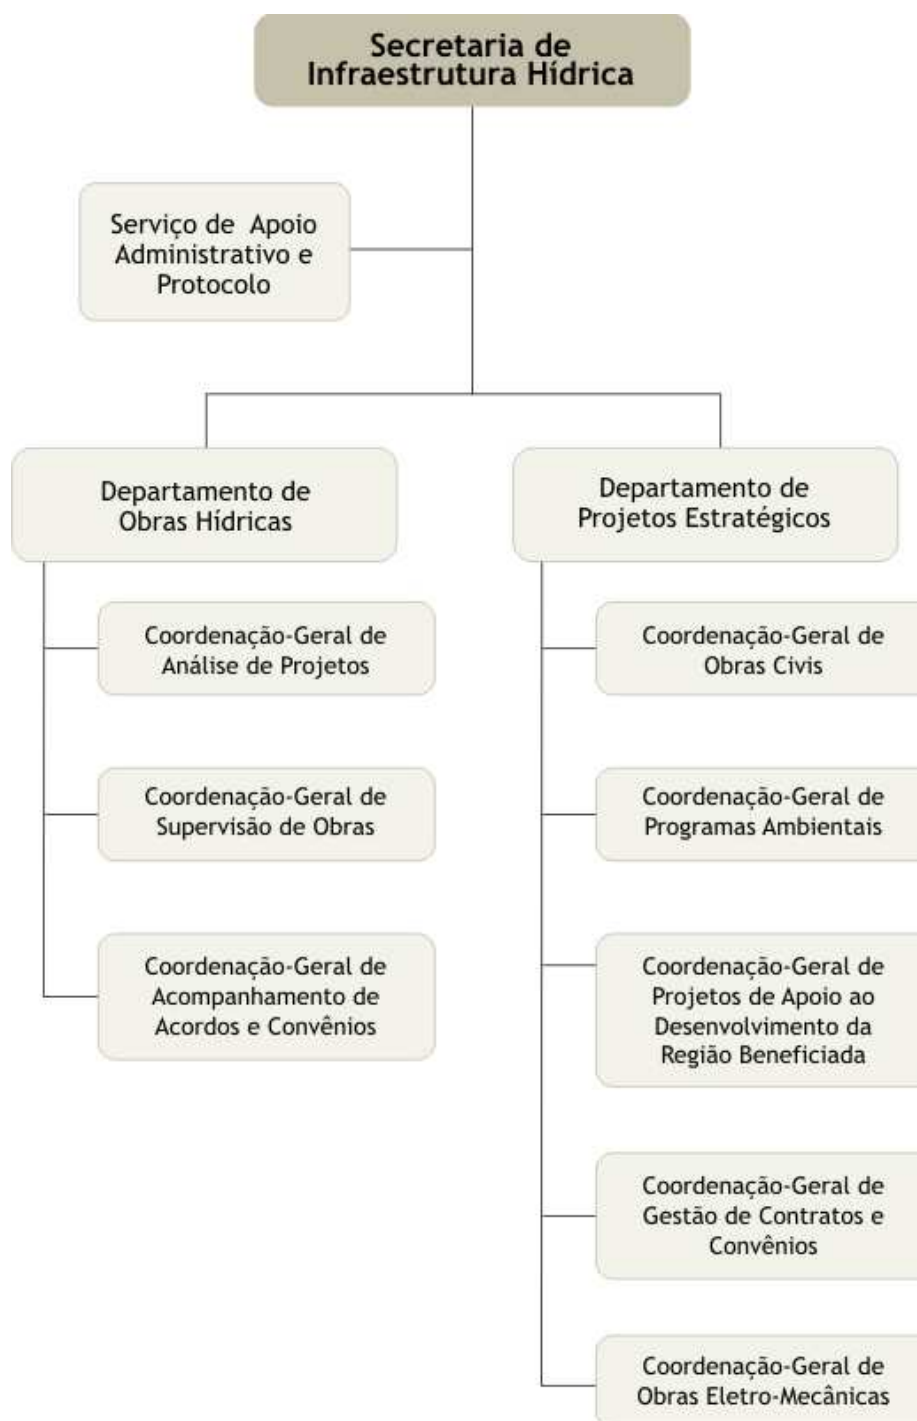 Secretaria de
Infraestrutura Hídrica
Serviço de Apoio
Administrativo e
Protocolo
Departamento de
Obras Hídricas
Coordenação-Geral de
Análise de Projetos
Coordenação-Geral de
Supervisão de Obras
Coordenação-Geral de
Acompanhamento de
Acordos e Convênios
Departamento de
Projetos Estratégicos
Coordenação-Geral de
Obras Civis
Coordenação-Geral de
Programas Ambientais
Coordenação-Geral de
Projetos de Apoio ao
Desenvolvimento da
Região Beneficiada
Coordenação-Geral de
Gestão de Contratos e
Convênios
Coordenação-Geral de
Obras Eletro-Mecânicas